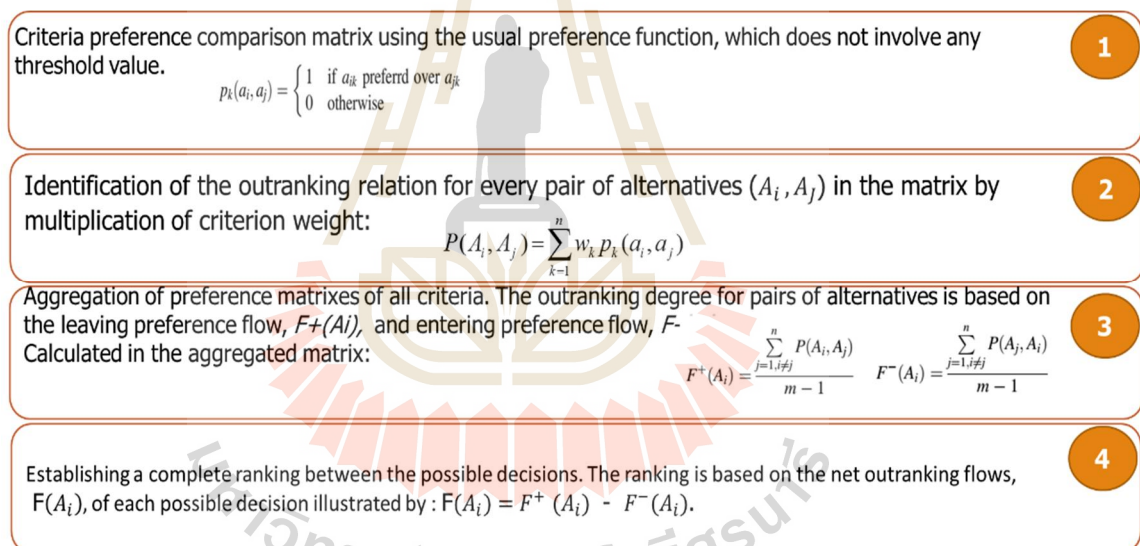 Criteria preference comparison matrix using the usual preference function, which does not involve any
threshold value.
1
pₖ(aᵢ, aⱼ) = { 1 if aᵢₖ preferrd over aⱼₖ
0 otherwise
Identification of the outranking relation for every pair of alternatives (Aᵢ , A_J) in the matrix by
multiplication of criterion weight:
2
P(Aᵢ, Aⱼ) = ∑_{k=1}^{n} wₖ pₖ (aᵢ, aⱼ)
Aggregation of preference matrixes of all criteria. The outranking degree for pairs of alternatives is based on
the leaving preference flow, F+(Ai), and entering preference flow, F-
Calculated in the aggregated matrix:
3
F⁺(Aᵢ) = ∑_{j=1,i≠j}^{n} P(Aᵢ, Aⱼ) / (m − 1)
F⁻(Aᵢ) = ∑_{j=1,i≠j}^{n} P(Aⱼ, Aᵢ) / (m − 1)
Establishing a complete ranking between the possible decisions. The ranking is based on the net outranking flows,
F(Aᵢ), of each possible decision illustrated by : F(Aᵢ) = F⁺ (Aᵢ) - F⁻(Aᵢ).
4